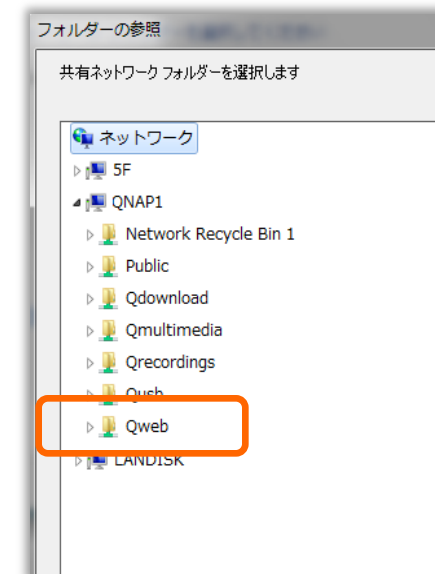 フォルダーの参照
共有ネットワーク フォルダーを選択します
ネットワーク
5F
QNAP1
Network Recycle Bin 1
Public
Qdownload
Qmultimedia
Qrecordings
Qusb
Qweb
LANDISK